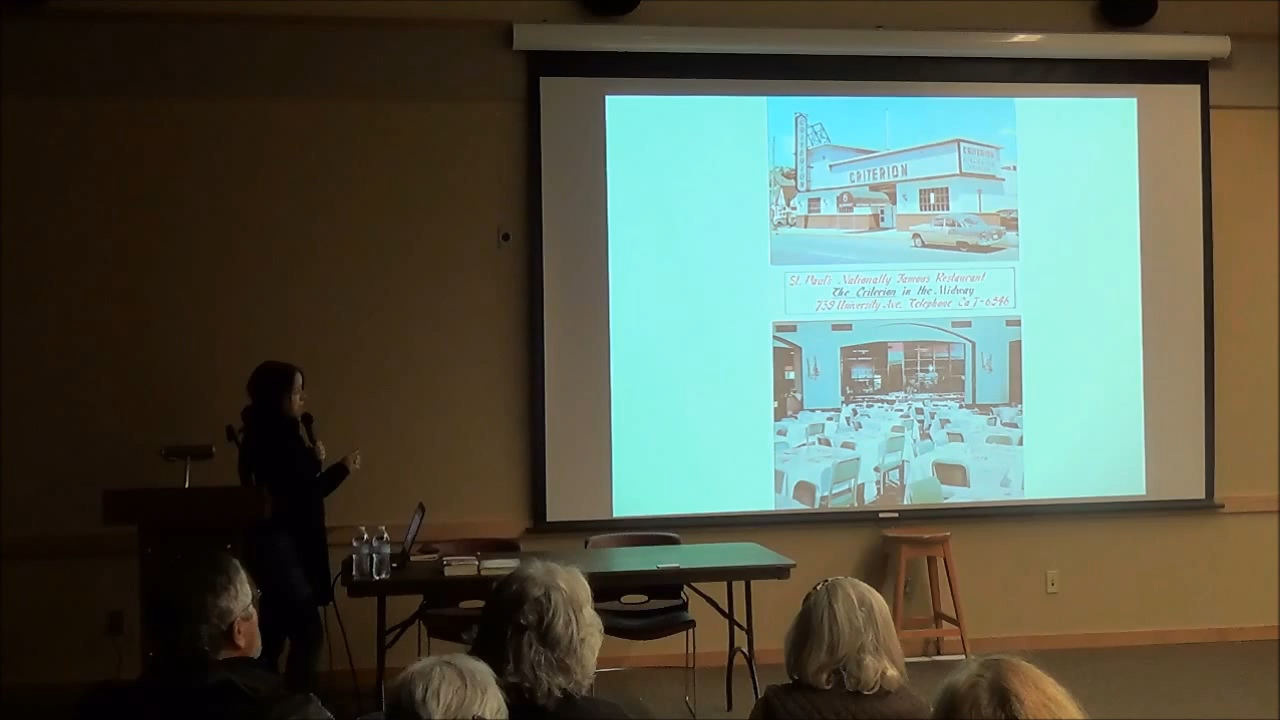 CRITERION
CRITERION
CRITERION
St. Paul's Nationally Famous Restaurant
The Criterion in the Midway
739 University Ave. Telephone Ca 7-6546